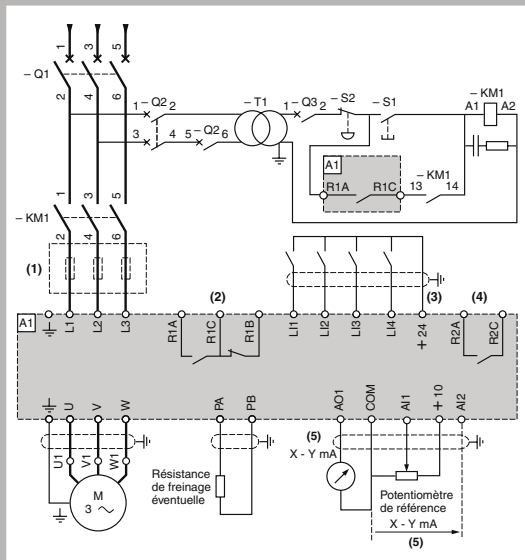 1 3 5
– Q1
2 4 6
1 – Q2 2
– T1
1 – Q3 2
– S2
– S1
– KM1
A1 A2
3 4 5 – Q2 6
A1
R1A R1C
13 – KM1 14
1 3 5
– KM1
2 4 6
(1)
(2)
(3)
(4)
A1
L1 L2 L3
R1A R1C R1B
LI1 LI2 LI3 LI4 + 24
R2A R2C
U V W
PA PB
AO1 COM AI1 + 10 AI2
U1 V1 W1
M
3 ~
Résistance
de freinage
éventuelle
(5)
X - Y mA
Potentiomètre
de référence
X - Y mA
(5)